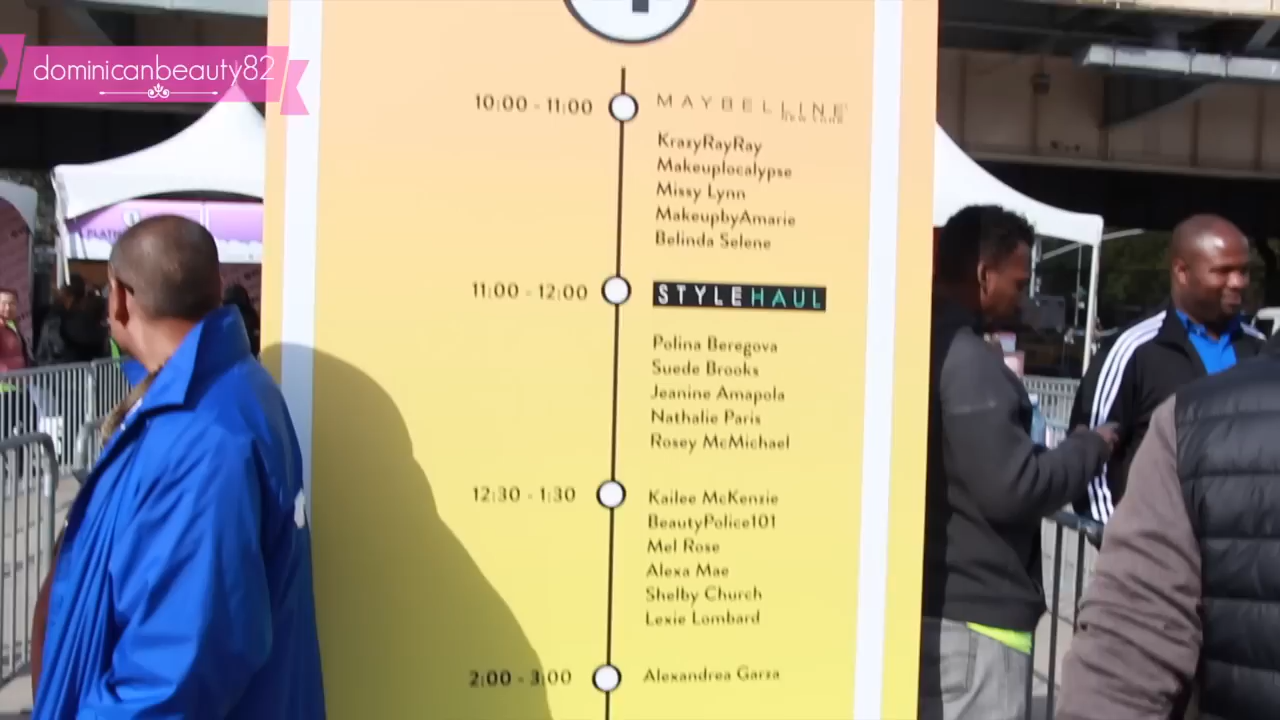 dominicanbeauty82
10:00 - 11:00
MAYBELLINE
NEW YORK
KrazyRayRay
Makeuplocalypse
Missy Lynn
MakeupbyAmarie
Belinda Selene
11:00 - 12:00
STYLEHAUL
Polina Beregova
Suede Brooks
Jeanine Amapola
Nathalie Paris
Rosey McMichael
12:30 - 1:30
Kailee McKenzie
BeautyPolice101
Mel Rose
Alexa Mae
Shelby Church
Lexie Lombard
2:00 - 3:00
Alexandrea Garza